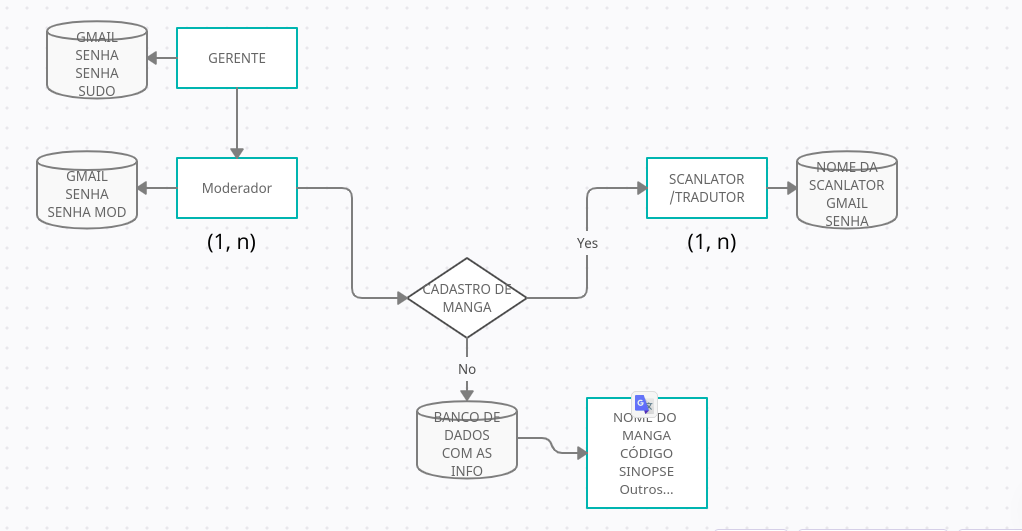 GMAIL
SENHA
SENHA
SUDO
GERENTE
GMAIL
SENHA
SENHA MOD
Moderador
(1, n)
SCANLATOR
/TRADUTOR
(1, n)
NOME DA
SCANLATOR
GMAIL
SENHA
Yes
CADASTRO DE
MANGA
No
BANCO DE
DADOS
COM AS
INFO
NOME DO
MANGA
CÓDIGO
SINOPSE
Outros...